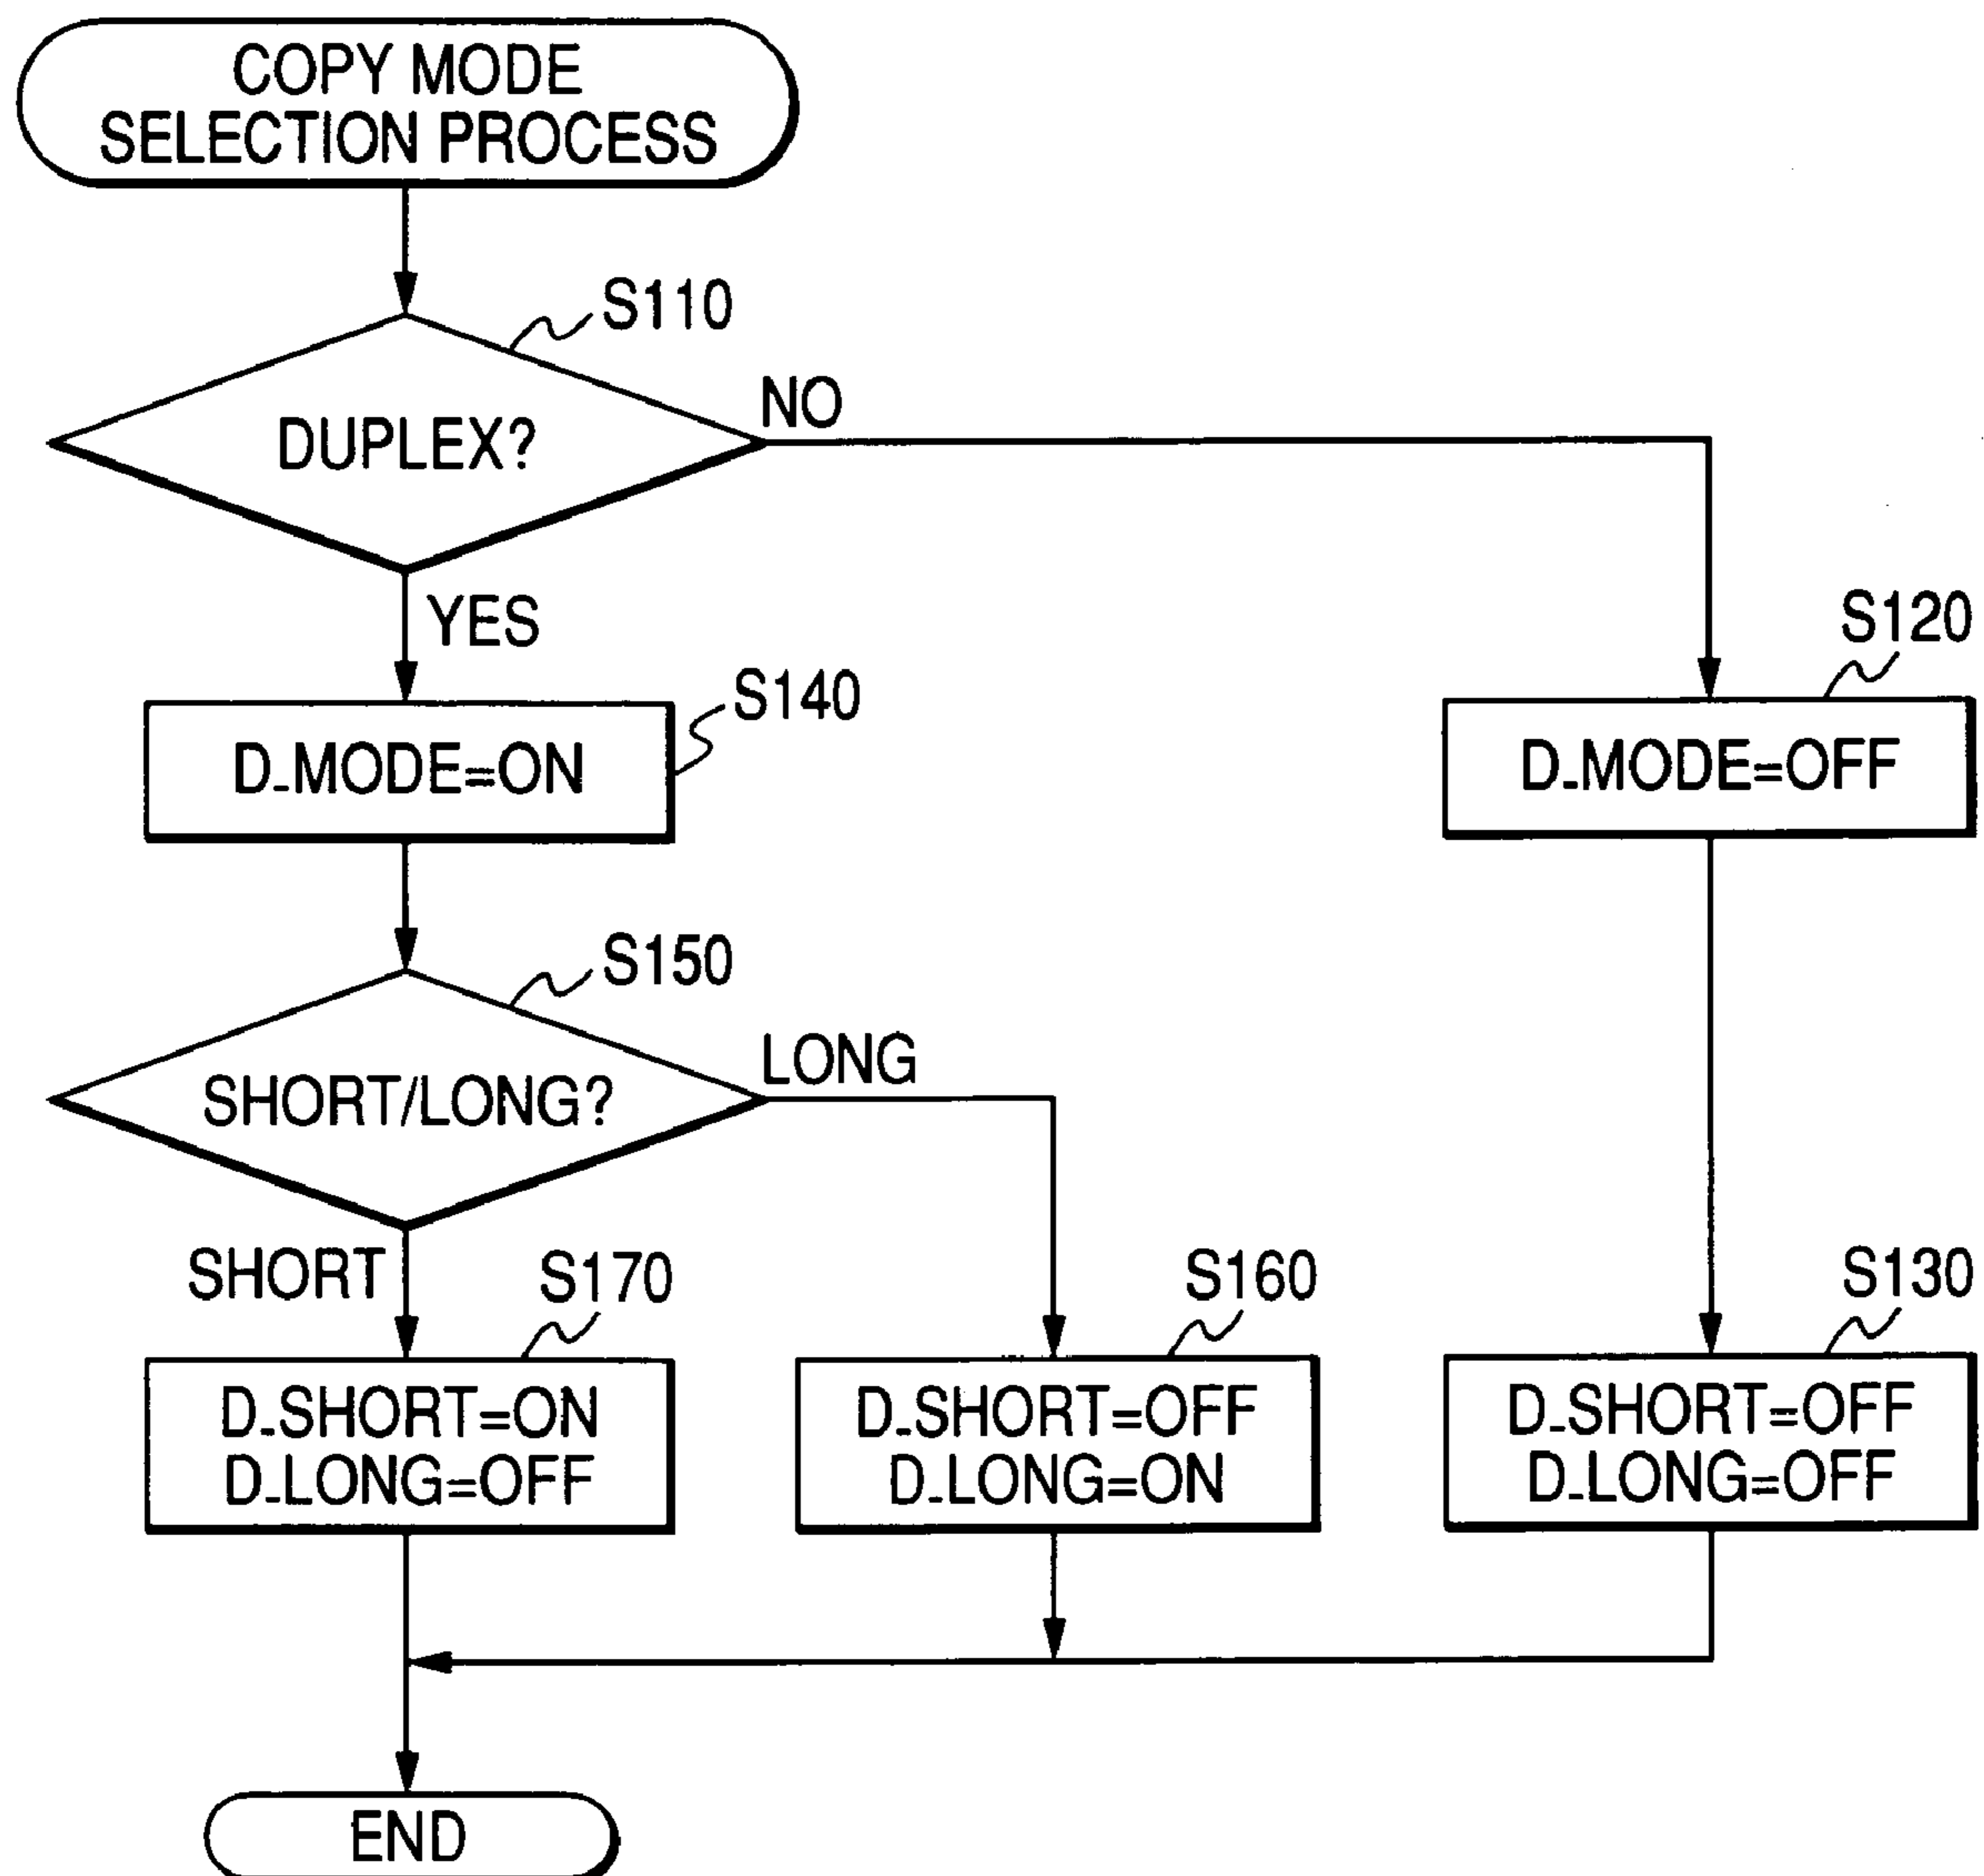 COPY MODE
SELECTION PROCESS
S110
DUPLEX?
NO
YES
S120
S140
D_MODE=ON
D_MODE=OFF
S150
SHORT/LONG?
LONG
SHORT
S170
S160
S130
D_SHORT=ON
D_LONG=OFF
D_SHORT=OFF
D_LONG=ON
D_SHORT=OFF
D_LONG=OFF
END